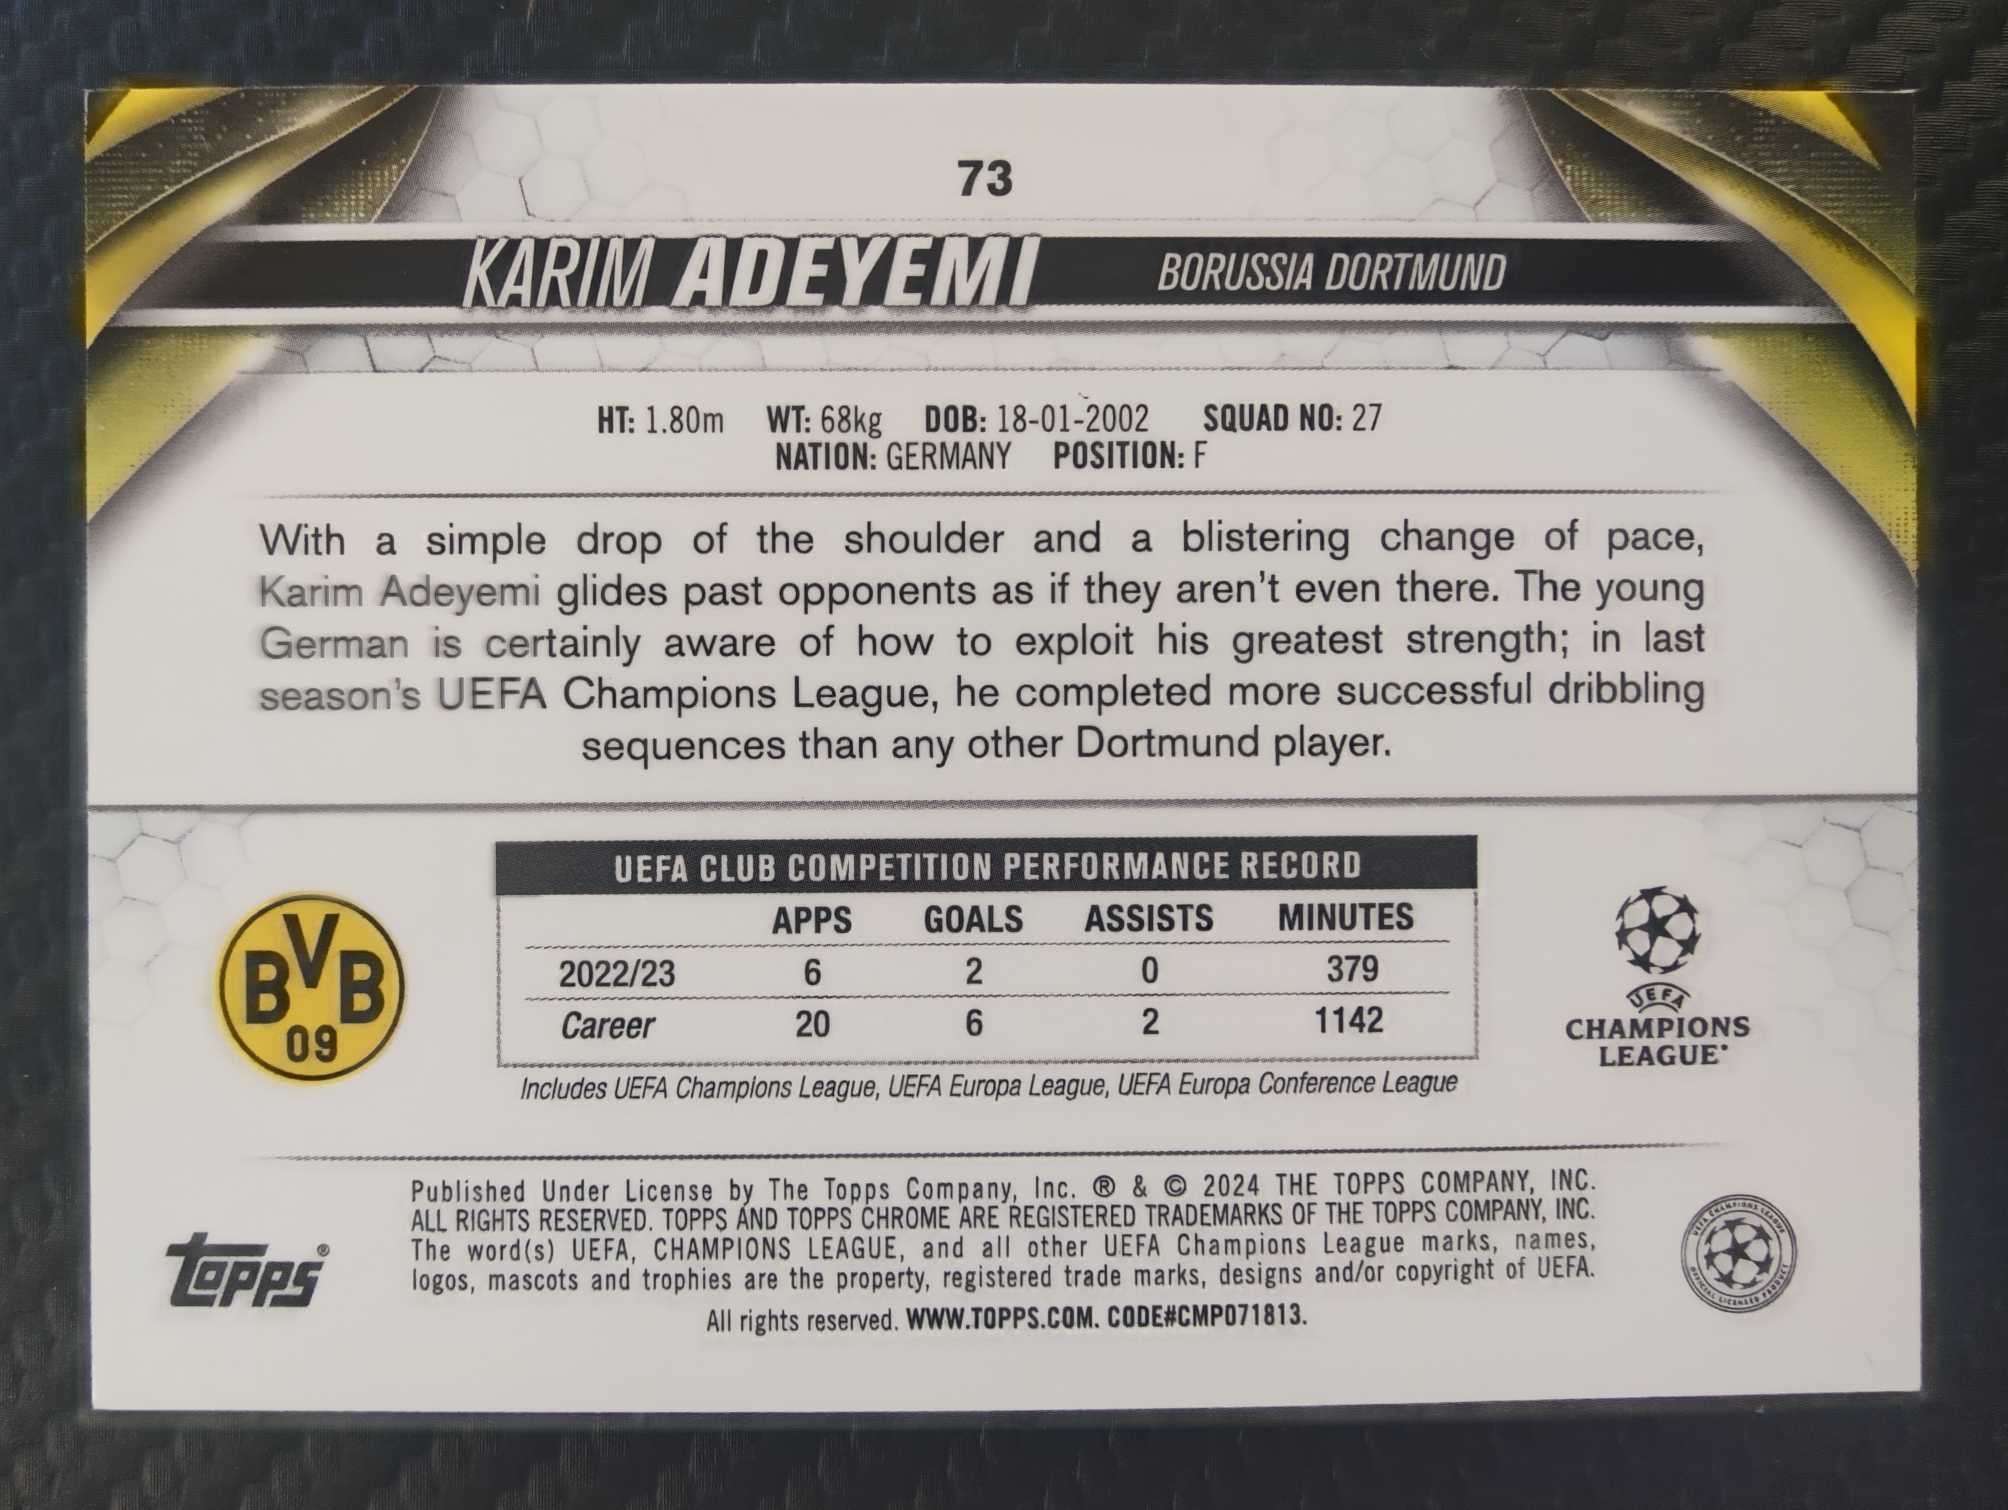 73
KARIM ADEYEMI BORUSSIA DORTMUND
HT: 1.80m WT: 68kg DOB: 18-01-2002 SQUAD NO: 27
NATION: GERMANY POSITION: F
With a simple drop of the shoulder and a blistering change of pace,
Karim Adeyemi glides past opponents as if they aren't even there. The young
German is certainly aware of how to exploit his greatest strength; in last
season's UEFA Champions League, he completed more successful dribbling
sequences than any other Dortmund player.
UEFA CLUB COMPETITION PERFORMANCE RECORD
APPS GOALS ASSISTS MINUTES
2022/23 6 2 0 379
Career 20 6 2 1142
Includes UEFA Champions League, UEFA Europa League, UEFA Europa Conference League
BVB
09
UEFA
CHAMPIONS
LEAGUE®
Published Under License by The Topps Company, Inc. ® & © 2024 THE TOPPS COMPANY, INC.
ALL RIGHTS RESERVED. TOPPS AND TOPPS CHROME ARE REGISTERED TRADEMARKS OF THE TOPPS COMPANY, INC.
The word(s) UEFA, CHAMPIONS LEAGUE, and all other UEFA Champions League marks, names,
logos, mascots and trophies are the property, registered trade marks, designs and/or copyright of UEFA.
All rights reserved. WWW.TOPPS.COM. CODE#CMP071813.
topps®
UEFA CHAMPIONS LEAGUE
OFFICIAL LICENSED PRODUCT